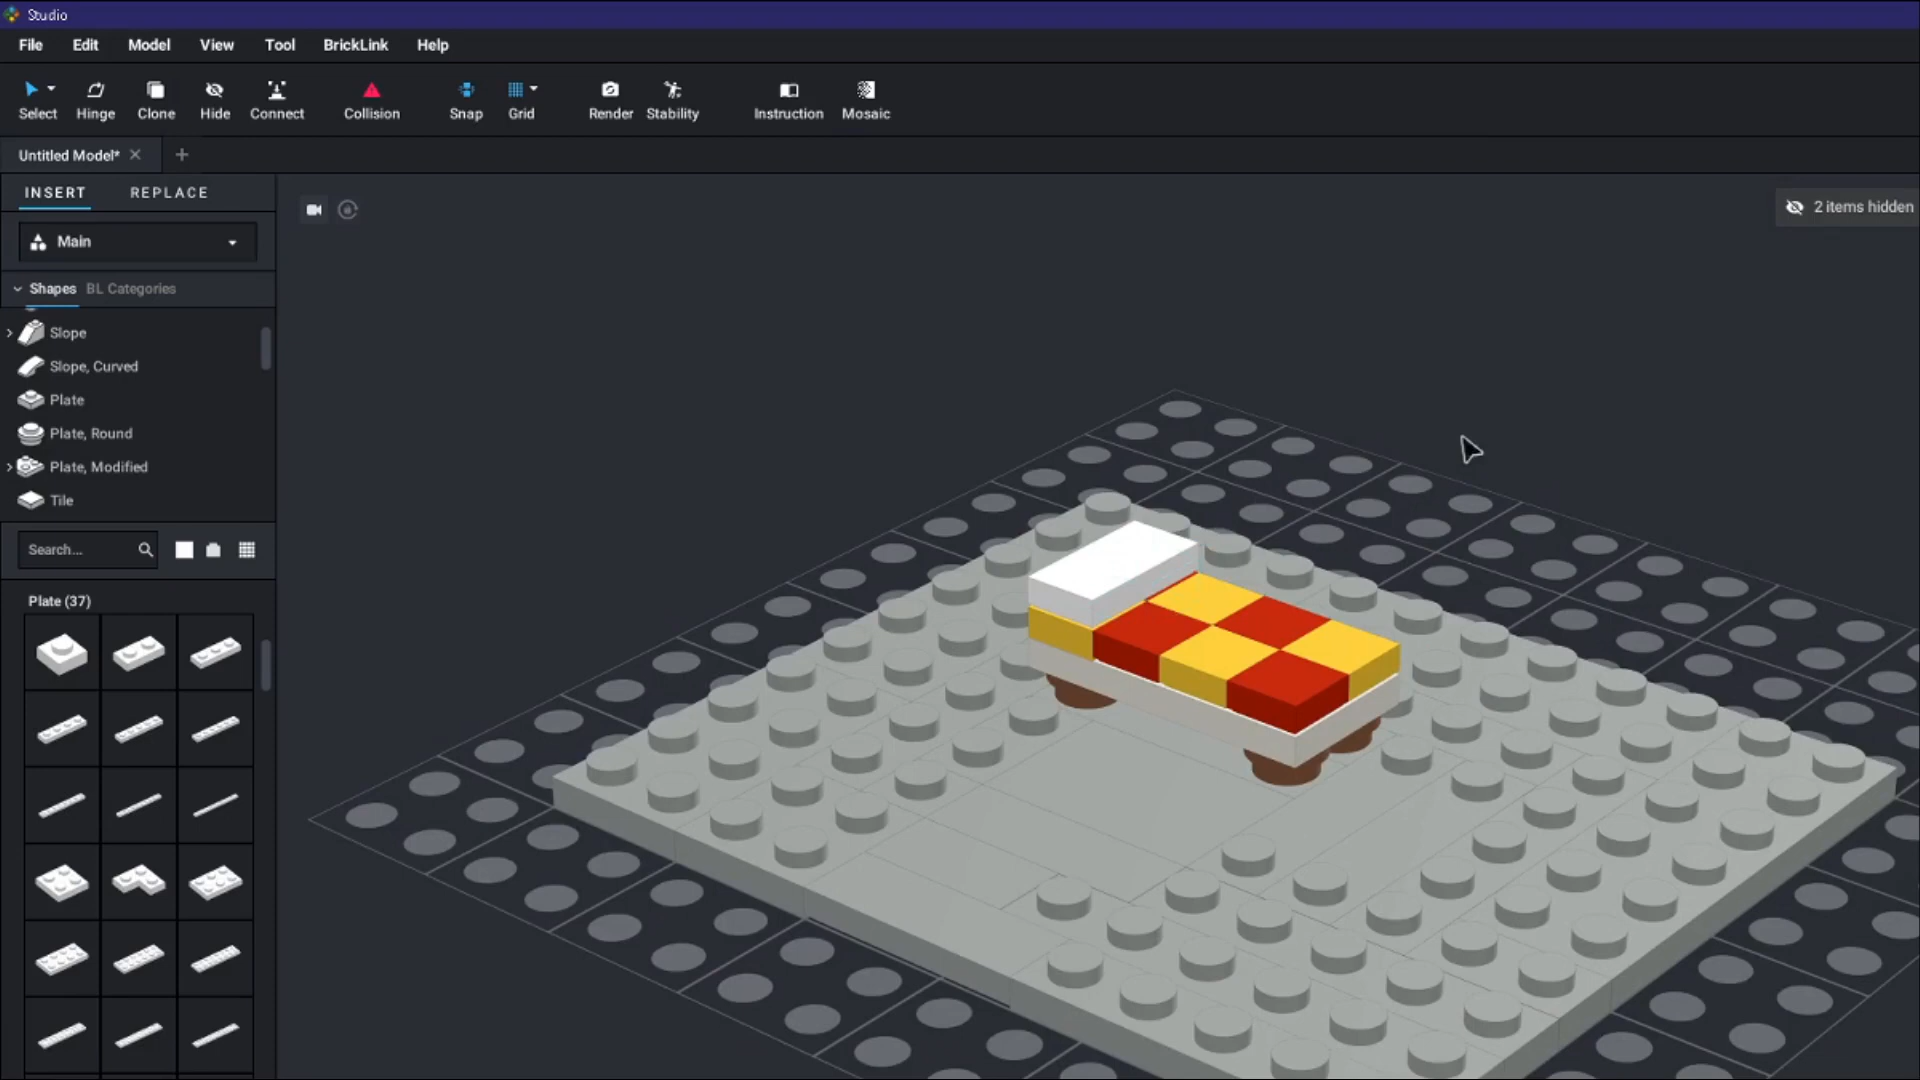 Studio
File Edit Model View Tool BrickLink Help
Select Hinge Clone Hide Connect Collision Snap Grid Render Stability Instruction Mosaic
Untitled Model*
INSERT REPLACE
2 items hidden
Main
Shapes BL Categories
Slope
Slope, Curved
Plate
Plate, Round
Plate, Modified
Tile
Search...
Plate (37)